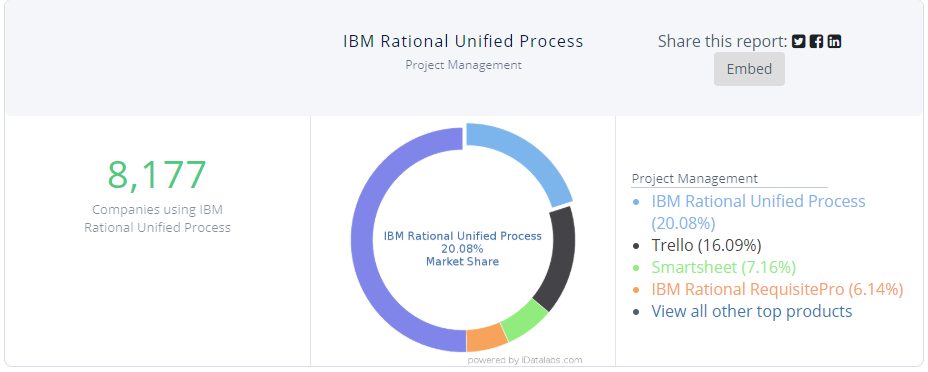 IBM Rational Unified Process
Project Management
Share this report:
Embed
8,177
Companies using IBM
Rational Unified Process
IBM Rational Unified Process
20.08%
Market Share
powered by iDatalabs.com
Project Management
IBM Rational Unified Process
(20.08%)
Trello (16.09%)
Smartsheet (7.16%)
IBM Rational RequisitePro (6.14%)
View all other top products